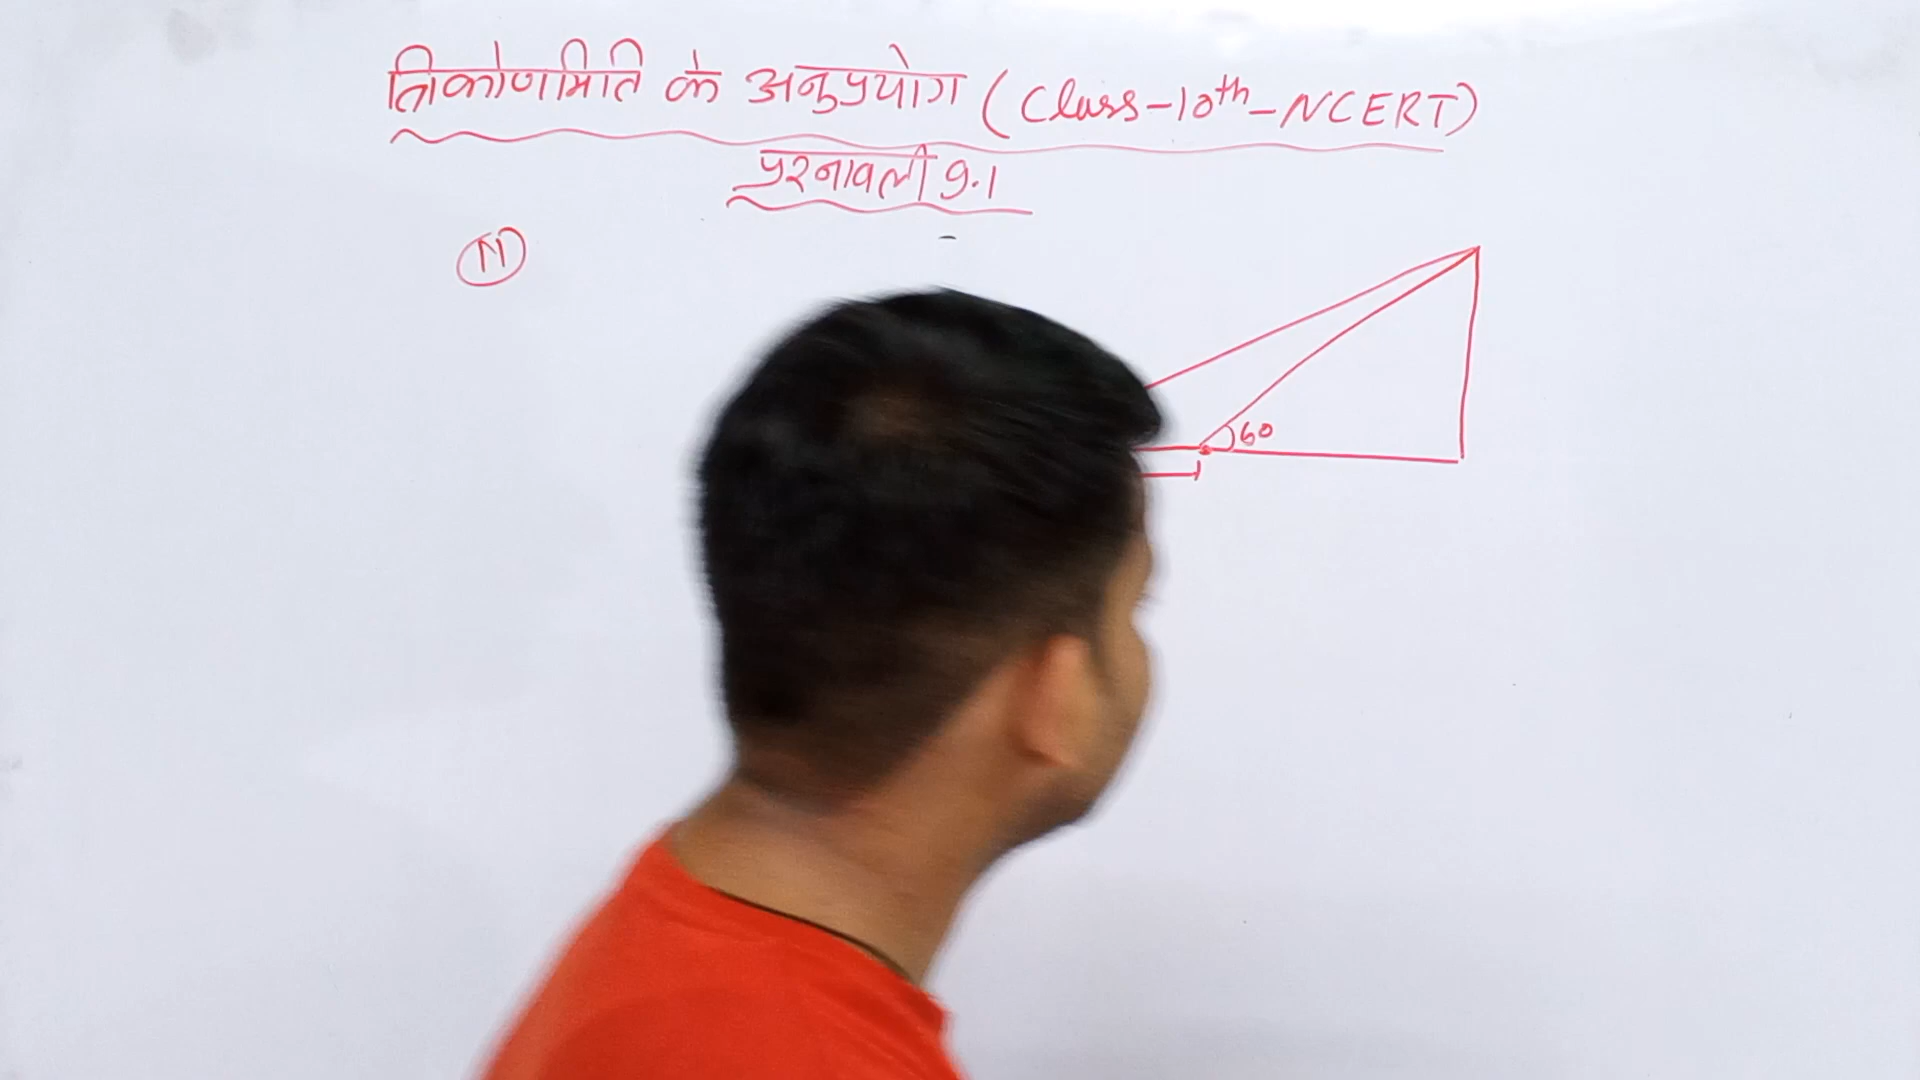 त्रिकोणमिति के अनुप्रयोग (Class-10th-NCERT)
प्रश्नावली 9.1
11
60